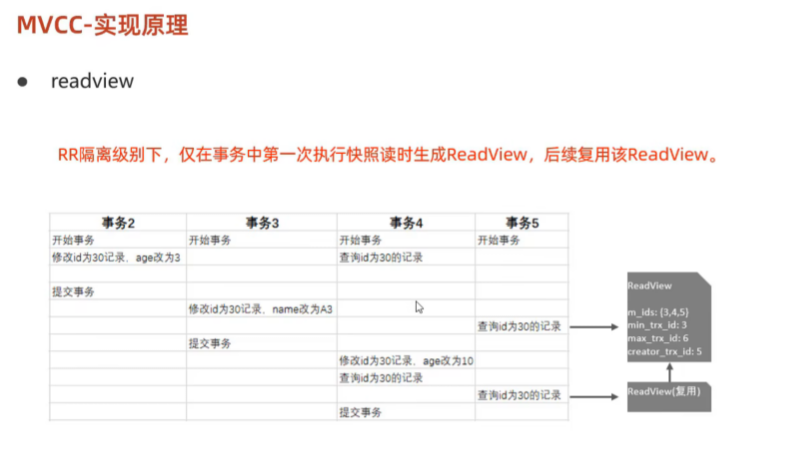 MVCC-实现原理
● readview
RR隔离级别下，仅在事务中第一次执行快照读时生成ReadView，后续复用该ReadView。
事务2 事务3 事务4 事务5
开始事务 开始事务 开始事务 开始事务
修改id为30记录，age改为3 查询id为30的记录
提交事务
修改id为30记录，name改为A3
查询id为30的记录
提交事务
修改id为30记录，age改为10
查询id为30的记录
查询id为30的记录
提交事务
ReadView
m_ids: {3,4,5}
min_trx_id: 3
max_trx_id: 6
creator_trx_id: 5
ReadView(复用)